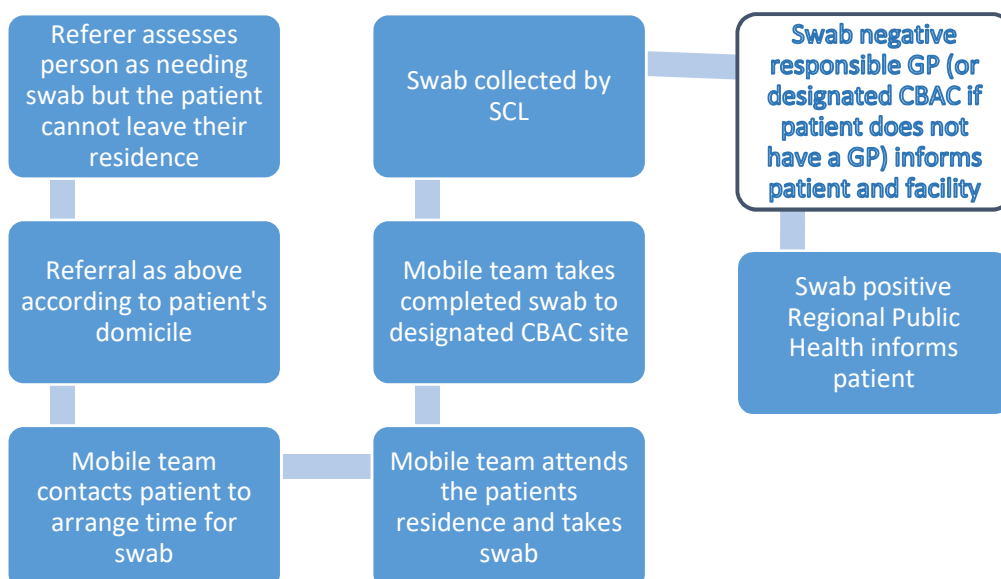 Referer assesses
person as needing
swab but the patient
cannot leave their
residence
Referral as above
according to patient's
domicile
Mobile team
contacts patient to
arrange time for
swab
Mobile team attends
the patients
residence and takes
swab
Mobile team takes
completed swab to
designated CBAC site
Swab collected by
SCL
Swab negative
responsible GP (or
designated CBAC if
patient does not
have a GP) informs
patient and facility
Swab positive
Regional Public
Health informs
patient